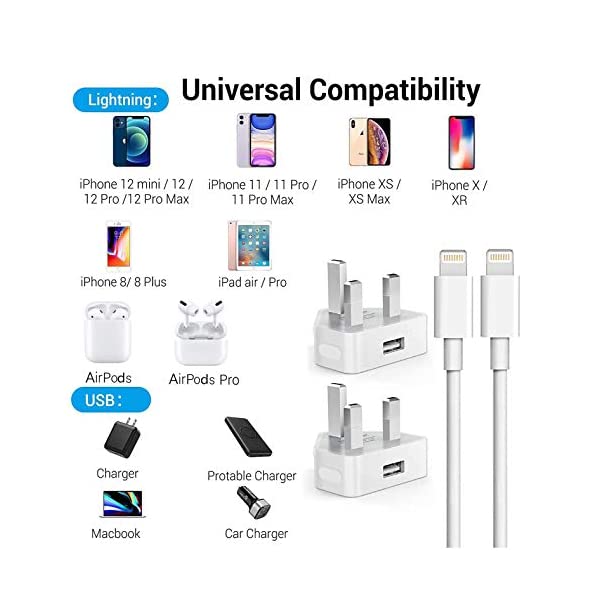 Universal Compatibility
Lightning:
iPhone 12 mini / 12 /
12 Pro /12 Pro Max
iPhone 11 / 11 Pro /
11 Pro Max
iPhone XS /
XS Max
iPhone X /
XR
iPhone 8/ 8 Plus
iPad air / Pro
AirPods
AirPods Pro
USB:
Charger
Protable Charger
Macbook
Car Charger